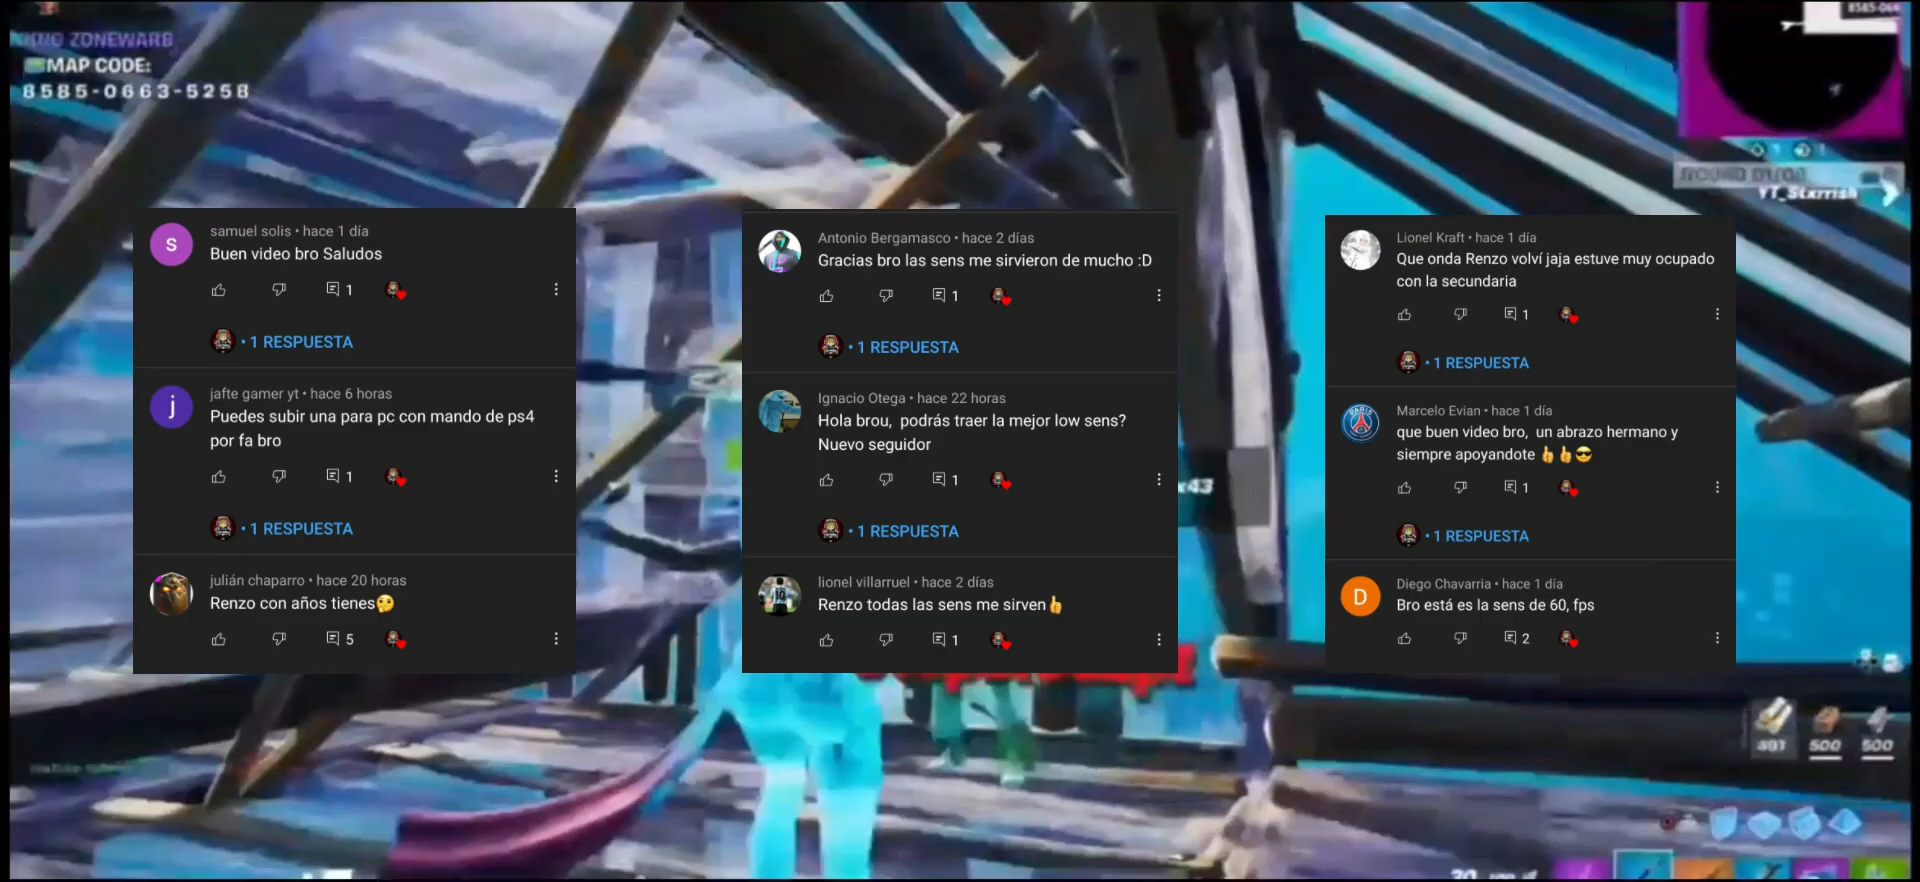 ZONEWARS
MAP CODE:
8585-0663-5258
YT_Stxrrish
samuel solis • hace 1 día
Buen video bro Saludos
1
• 1 RESPUESTA
jafte gamer yt • hace 6 horas
Puedes subir una para pc con mando de ps4
por fa bro
1
• 1 RESPUESTA
julián chaparro • hace 20 horas
Renzo con años tienes🤔
5
Antonio Bergamasco • hace 2 días
Gracias bro las sens me sirvieron de mucho :D
1
• 1 RESPUESTA
Ignacio Otega • hace 22 horas
Hola brou, podrás traer la mejor low sens?
Nuevo seguidor
1
• 1 RESPUESTA
lionel villarruel • hace 2 días
Renzo todas las sens me sirven👍
1
Lionel Kraft • hace 1 día
Que onda Renzo volví jaja estuve muy ocupado
con la secundaria
1
• 1 RESPUESTA
Marcelo Evian • hace 1 día
que buen video bro, un abrazo hermano y
siempre apoyandote 👍👍😎
1
• 1 RESPUESTA
Diego Chavarria • hace 1 día
Bro está es la sens de 60, fps
2
x43
497 500 500